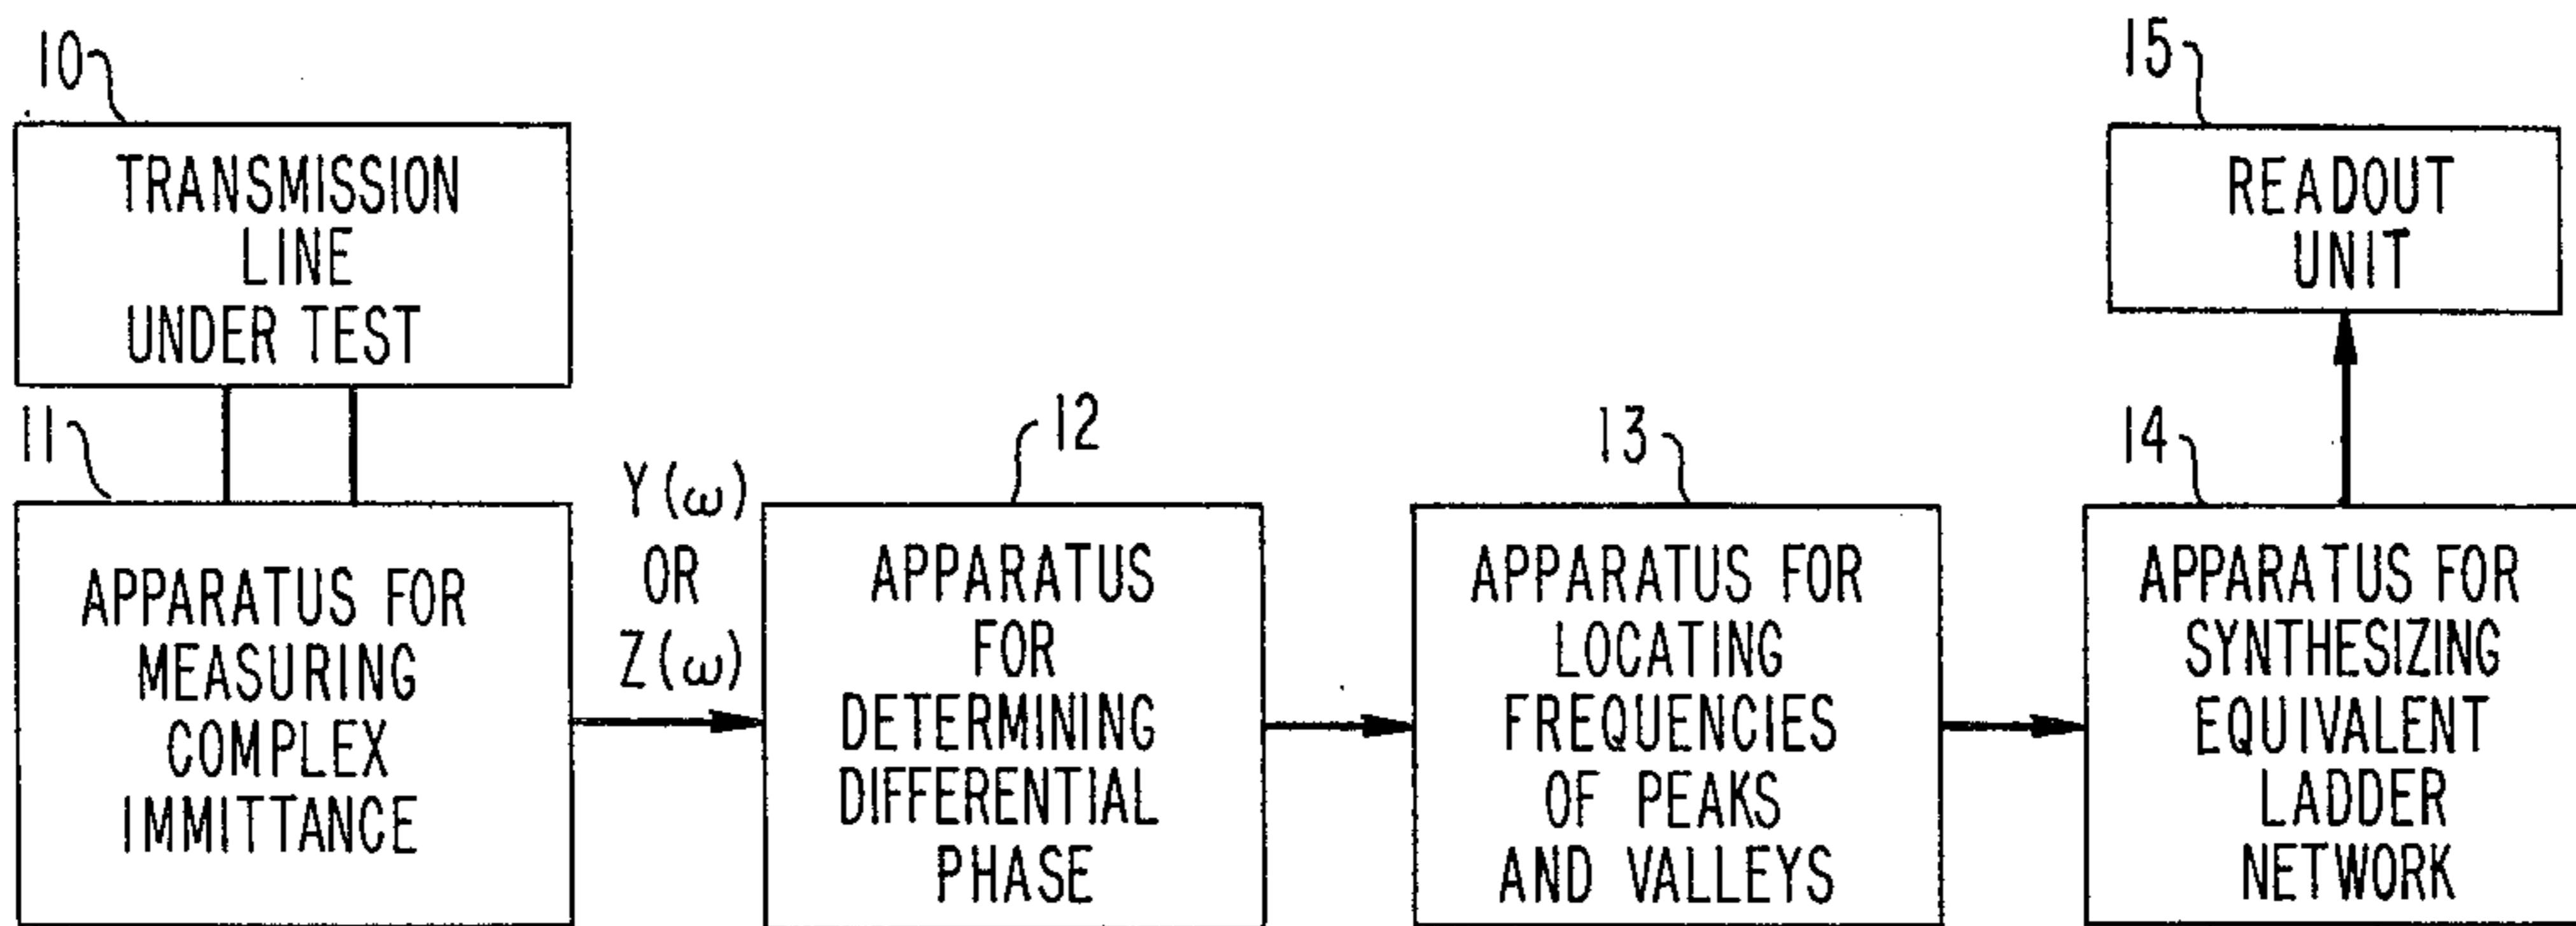 10
TRANSMISSION
LINE
UNDER TEST
11
APPARATUS FOR
MEASURING
COMPLEX
IMMITTANCE
Y(ω)
OR
Z(ω)
12
APPARATUS
FOR
DETERMINING
DIFFERENTIAL
PHASE
13
APPARATUS FOR
LOCATING
FREQUENCIES
OF PEAKS
AND VALLEYS
14
APPARATUS FOR
SYNTHESIZING
EQUIVALENT
LADDER
NETWORK
15
READOUT
UNIT